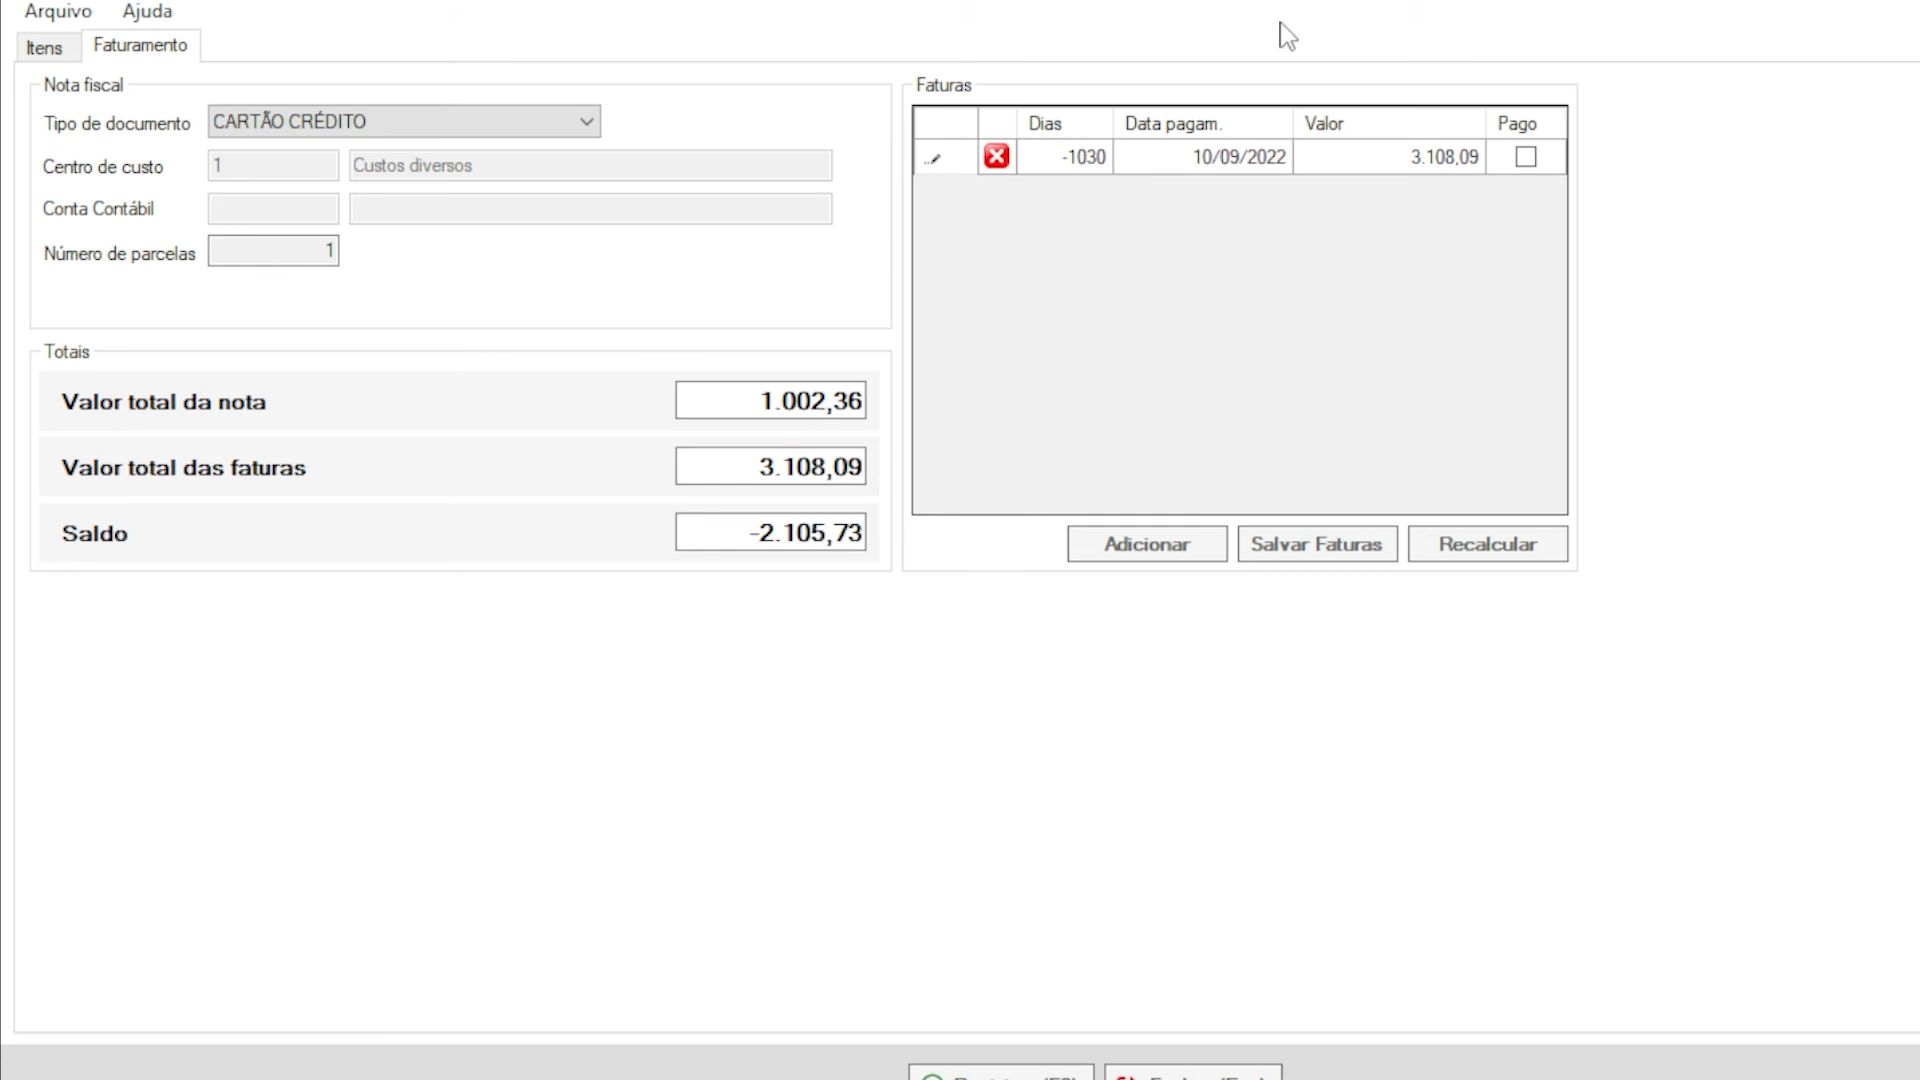 Arquivo Ajuda
Itens Faturamento
Nota fiscal
Tipo de documento CARTÃO CRÉDITO
Centro de custo 1 Custos diversos
Conta Contábil
Número de parcelas 1
Totais
Valor total da nota 1.002,36
Valor total das faturas 3.108,09
Saldo -2.105,73
Faturas
Dias Data pagam. Valor Pago
-1030 10/09/2022 3.108,09
Adicionar Salvar Faturas Recalcular